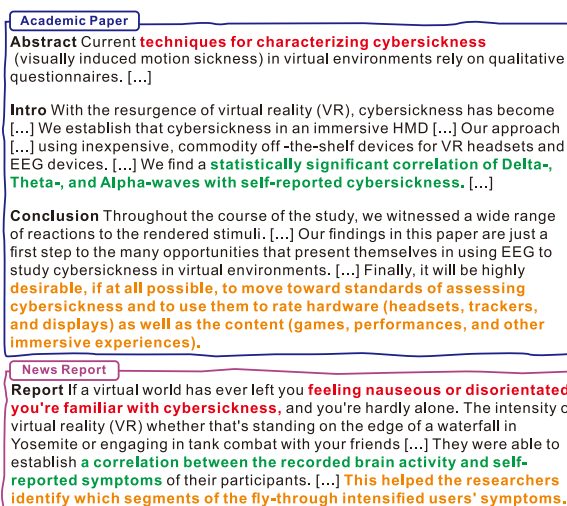 Academic Paper
Abstract Current techniques for characterizing cybersickness
(visually induced motion sickness) in virtual environments rely on qualitative
questionnaires. [...]
Intro With the resurgence of virtual reality (VR), cybersickness has become
[...] We establish that cybersickness in an immersive HMD [...] Our approach
[...] using inexpensive, commodity off -the-shelf devices for VR headsets and
EEG devices. [...] We find a statistically significant correlation of Delta-,
Theta-, and Alpha-waves with self-reported cybersickness. [...]
Conclusion Throughout the course of the study, we witnessed a wide range
of reactions to the rendered stimuli. [...] Our findings in this paper are just a
first step to the many opportunities that present themselves in using EEG to
study cybersickness in virtual environments. [...] Finally, it will be highly
desirable, if at all possible, to move toward standards of assessing
cybersickness and to use them to rate hardware (headsets, trackers,
and displays) as well as the content (games, performances, and other
immersive experiences).
News Report
Report If a virtual world has ever left you feeling nauseous or disorientated
you're familiar with cybersickness, and you're hardly alone. The intensity o
virtual reality (VR) whether that's standing on the edge of a waterfall in
Yosemite or engaging in tank combat with your friends [...] They were able to
establish a correlation between the recorded brain activity and self-
reported symptoms of their participants. [...] This helped the researchers
identify which segments of the fly-through intensified users' symptoms.